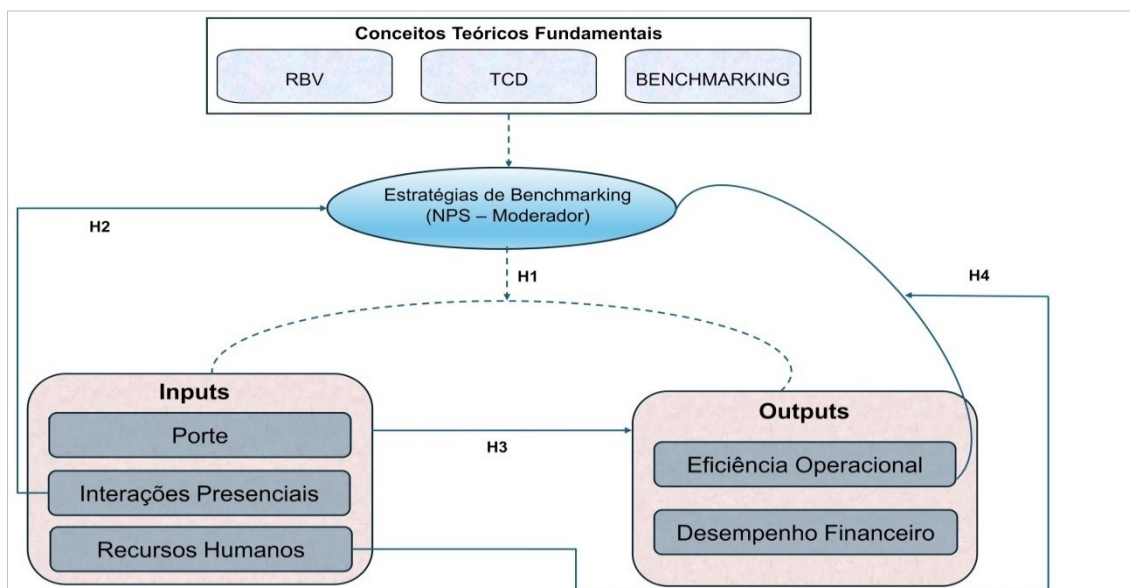 Conceitos Teóricos Fundamentais
RBV
TCD
BENCHMARKING
Estratégias de Benchmarking
(NPS – Moderador)
H2
H1
H4
Inputs
Porte
Interações Presenciais
Recursos Humanos
H3
Outputs
Eficiência Operacional
Desempenho Financeiro